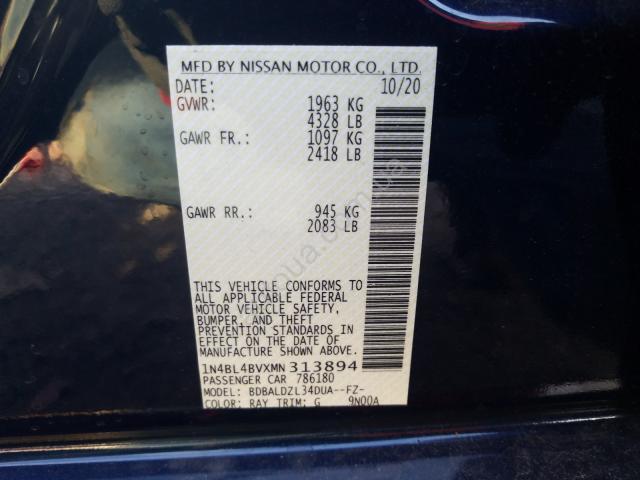 MFD BY NISSAN MOTOR CO., LTD.
DATE: 10/20
GVWR: 1963 KG
4328 LB
GAWR FR.: 1097 KG
2418 LB
GAWR RR.: 945 KG
2083 LB
THIS VEHICLE CONFORMS TO
ALL APPLICABLE FEDERAL
MOTOR VEHICLE SAFETY,
BUMPER, AND THEFT
PREVENTION STANDARDS IN
EFFECT ON THE DATE OF
MANUFACTURE SHOWN ABOVE.
1N4BL4BVXMN313894
PASSENGER CAR 786180
MODEL: BDBALDZL34DUA--FZ-
COLOR: RAY TRIM: G 9N00A